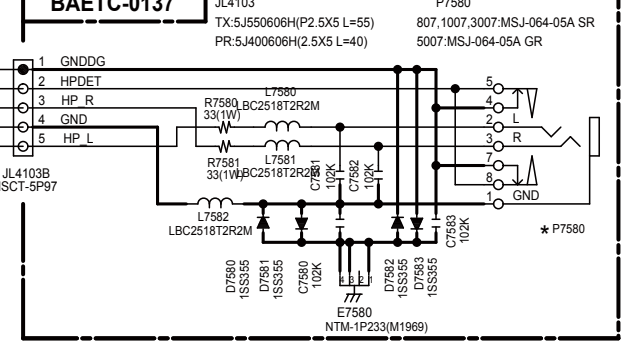 BAETC-0137
JL4103
TX:5J550606H(P2.5X5 L=55)
PR:5J400606H(2.5X5 L=40)
P7580
807,1007,3007:MSJ-064-05A SR
5007:MSJ-064-05A GR
1 GNDDG
2 HPDET
3 HP_R
4 GND
5 HP_L
JL4103B
SCT-5P97
R7580
33(1W)
L7580
LBC2518T2R2M
R7581
33(1W)
L7581
LBC2518T2R2M
C7581
102K
C7582
102K
L7582
LBC2518T2R2M
5
4
2 L
3 R
7
8
1 GND
* P7580
D7580
1SS355
D7581
1SS355
C7580
102K
D7582
1SS355
D7583
1SS355
C7583
102K
4 3 2 1
E7580
NTM-1P233(M1969)